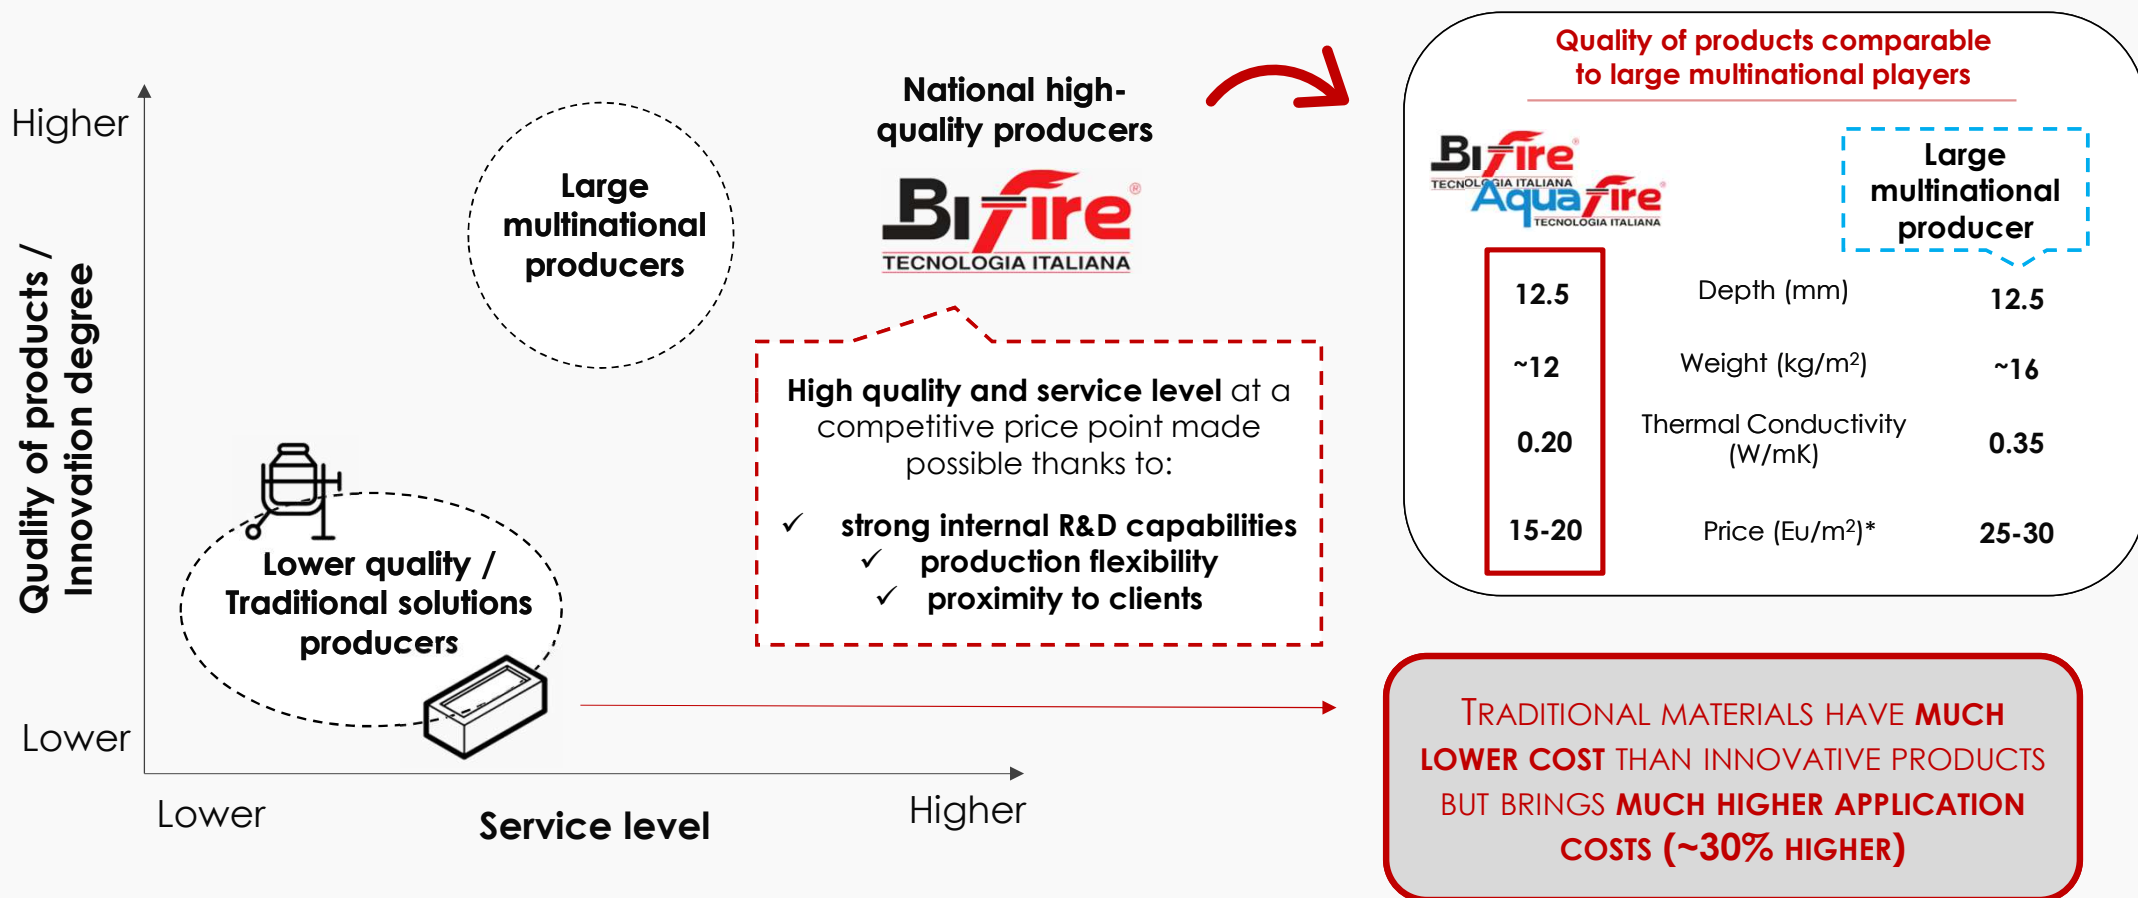 Higher
Quality of products /
Innovation degree
Lower
Lower
Service level
Higher
Large
multinational
producers
Lower quality /
Traditional solutions
producers
National high-
quality producers
BIfire®
TECNOLOGIA ITALIANA
High quality and service level at a
competitive price point made
possible thanks to:
✓ strong internal R&D capabilities
✓ production flexibility
✓ proximity to clients
Quality of products comparable
to large multinational players
BIfire®
TECNOLOGIA ITALIANA
Aquafire®
TECNOLOGIA ITALIANA
Large
multinational
producer
12.5 Depth (mm) 12.5
~12 Weight (kg/m²) ~16
0.20 Thermal Conductivity (W/mK) 0.35
15-20 Price (Eu/m²)* 25-30
TRADITIONAL MATERIALS HAVE MUCH
LOWER COST THAN INNOVATIVE PRODUCTS
BUT BRINGS MUCH HIGHER APPLICATION
COSTS (~30% HIGHER)